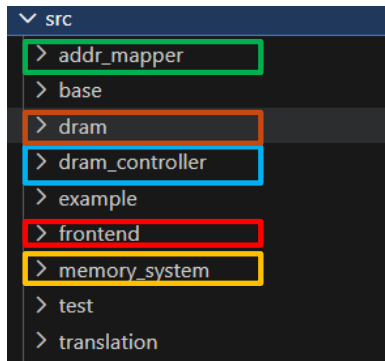 src
addr_mapper
base
dram
dram_controller
example
frontend
memory_system
test
translation